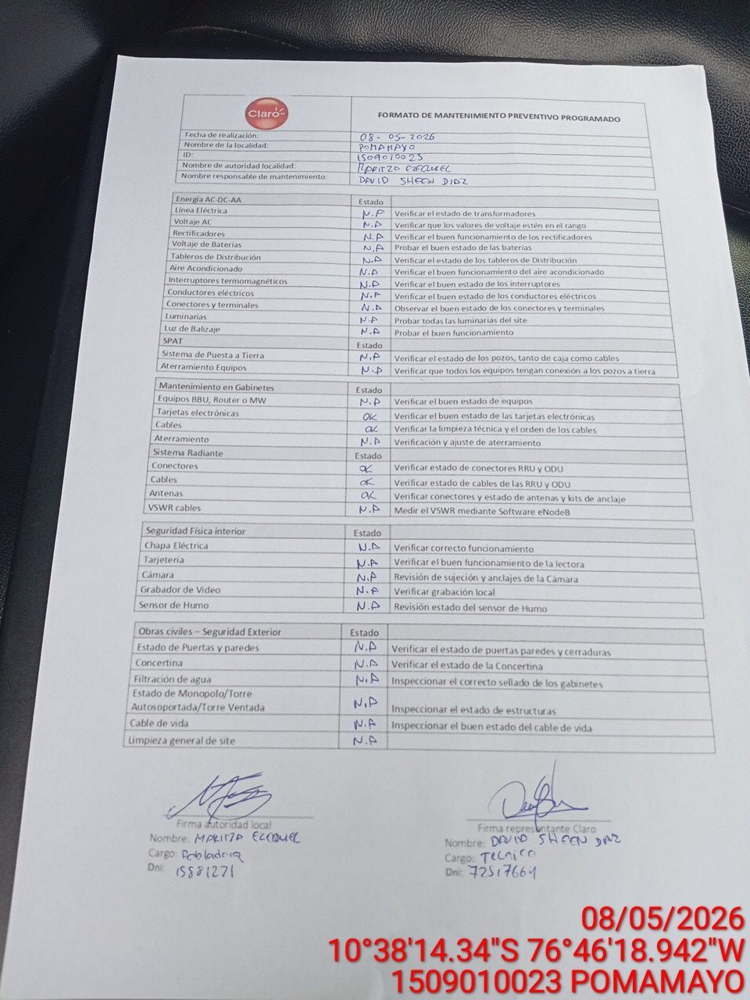 Claro
FORMATO DE MANTENIMIENTO PREVENTIVO PROGRAMADO
Fecha de realización: 08-05-2026
Nombre de la localidad: POMAMAYO
ID: 1509010023
Nombre de autoridad localidad: MARITZA EZEQUIEL
Nombre responsable de mantenimiento: DAVID SHEEN DIAZ
Energía AC-DC-AA Estado
Línea Eléctrica N.A Verificar el estado de transformadores
Voltaje AC N.A Verificar que los valores de voltaje estén en el rango
Rectificadores N.A Verificar el buen funcionamiento de los rectificadores
Voltaje de Baterías N.A Probar el buen estado de las baterías
Tableros de Distribución N.A Verificar el estado de los tableros de Distribución
Aire Acondicionado N.A Verificar el buen funcionamiento del aire acondicionado
Interruptores termomagnéticos N.A Verificar el buen estado de los interruptores
Conductores eléctricos N.A Verificar el buen estado de los conductores eléctricos
Conectores y terminales N.A Observar el buen estado de los conectores y terminales
Luminarias N.A Probar todas las luminarias del site
Luz de Balizaje N.A Probar el buen funcionamiento
SPAT Estado
Sistema de Puesta a Tierra N.A Verificar el estado de los pozos, tanto de caja como cables
Aterramiento Equipos N.A Verificar que todos los equipos tengan conexión a los pozos a tierra
Mantenimiento en Gabinetes Estado
Equipos BBU, Router o MW N.A Verificar el buen estado de equipos
Tarjetas electrónicas OK Verificar el buen estado de las tarjetas electrónicas
Cables OK Verificar la limpieza técnica y el orden de los cables
Aterramiento N.A Verificación y ajuste de aterramiento
Sistema Radiante Estado
Conectores OK Verificar estado de conectores RRU y ODU
Cables OK Verificar estado de cables de las RRU y ODU
Antenas OK Verificar conectores y estado de antenas y kits de anclaje
VSWR cables N.A Medir el VSWR mediante Software eNodeB
Seguridad Física interior Estado
Chapa Eléctrica N.A Verificar correcto funcionamiento
Tarjetería N.A Verificar el buen funcionamiento de la lectora
Cámara N.A Revisión de sujeción y anclajes de la Cámara
Grabador de Video N.A Verificar grabación local
Sensor de Humo N.A Revisión estado del sensor de Humo
Obras civiles – Seguridad Exterior Estado
Estado de Puertas y paredes N.A Verificar el estado de puertas paredes y cerraduras
Concertina N.A Verificar el estado de la Concertina
Filtración de agua N.A Inspeccionar el correcto sellado de los gabinetes
Estado de Monopolo/Torre
Autosoportada/Torre Ventada N.A Inspeccionar el estado de estructuras
Cable de vida N.A Inspeccionar el buen estado del cable de vida
Limpieza general de site N.A
Firma autoridad local
Nombre: MARITZA EZEQUIEL
Cargo: Pobladora
Dni: 15881271
Firma representante Claro
Nombre: DAVID SHEEN DIAZ
Cargo: TECNICO
Dni: 72517664
08/05/2026
10°38'14.34"S 76°46'18.942"W
1509010023 POMAMAYO